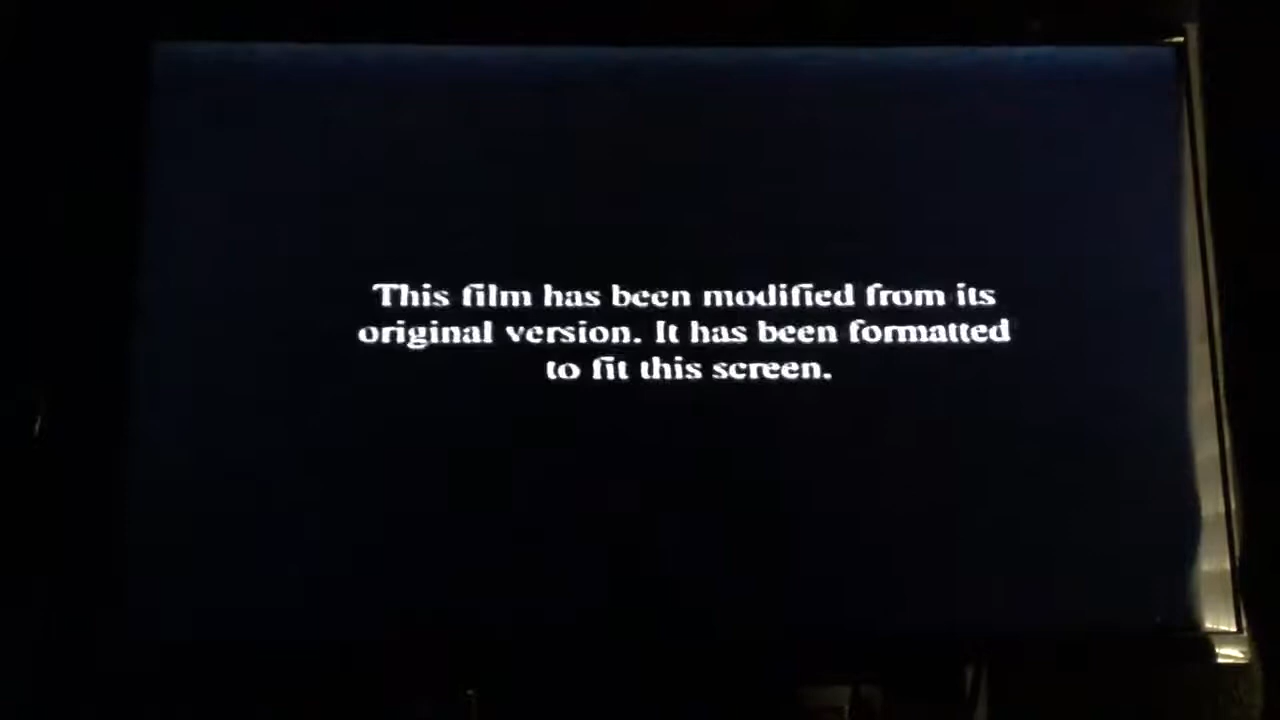 This film has been modified from its
original version. It has been formatted
to fit this screen.